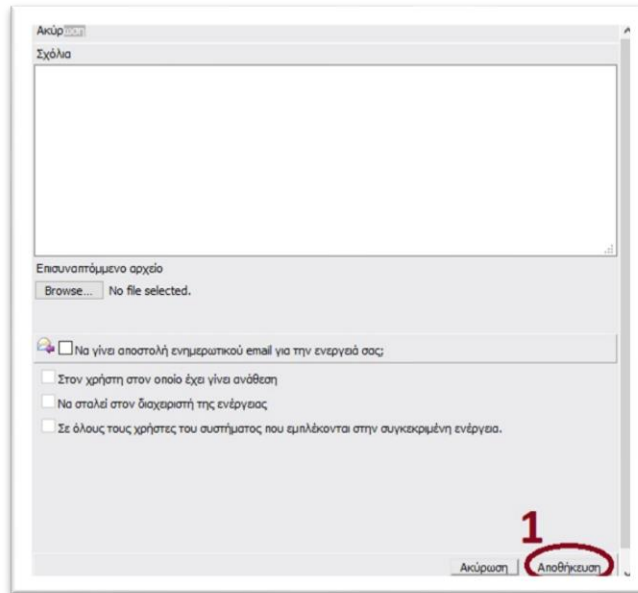 Ακύρωση
Σχόλια
Επισυναπτόμμενο αρχείο
Browse... No file selected.
Να γίνει αποστολή ενημερωτικού email για την ενεργειά σας;
Στον χρήστη στον οποίο έχει γίνει ανάθεση
Να σταλεί στον διαχειριστή της ενέργειας
Σε όλους τους χρήστες του συστήματος που εμπλέκονται στην συγκεκριμένη ενέργεια.
1
Ακύρωση Αποθήκευση